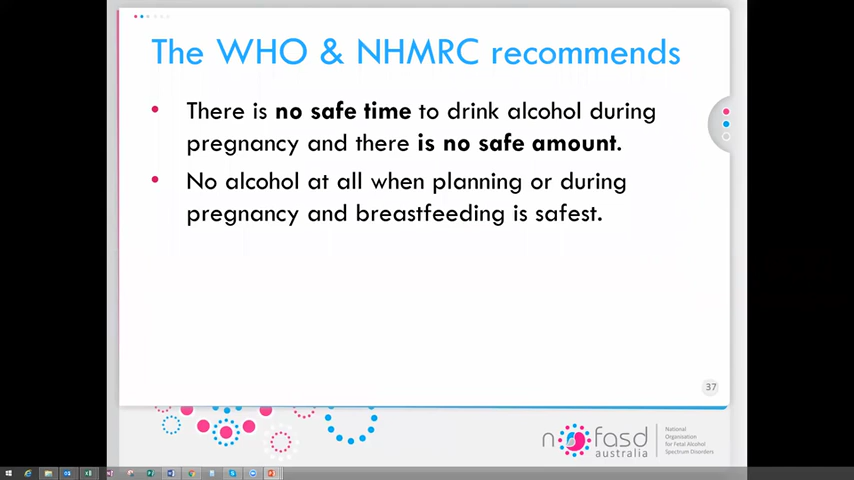 The WHO & NHMRC recommends
There is no safe time to drink alcohol during
pregnancy and there is no safe amount.
No alcohol at all when planning or during
pregnancy and breastfeeding is safest.
37
nofasd
australia
National
Organisation
for Fetal Alcohol
Spectrum Disorders